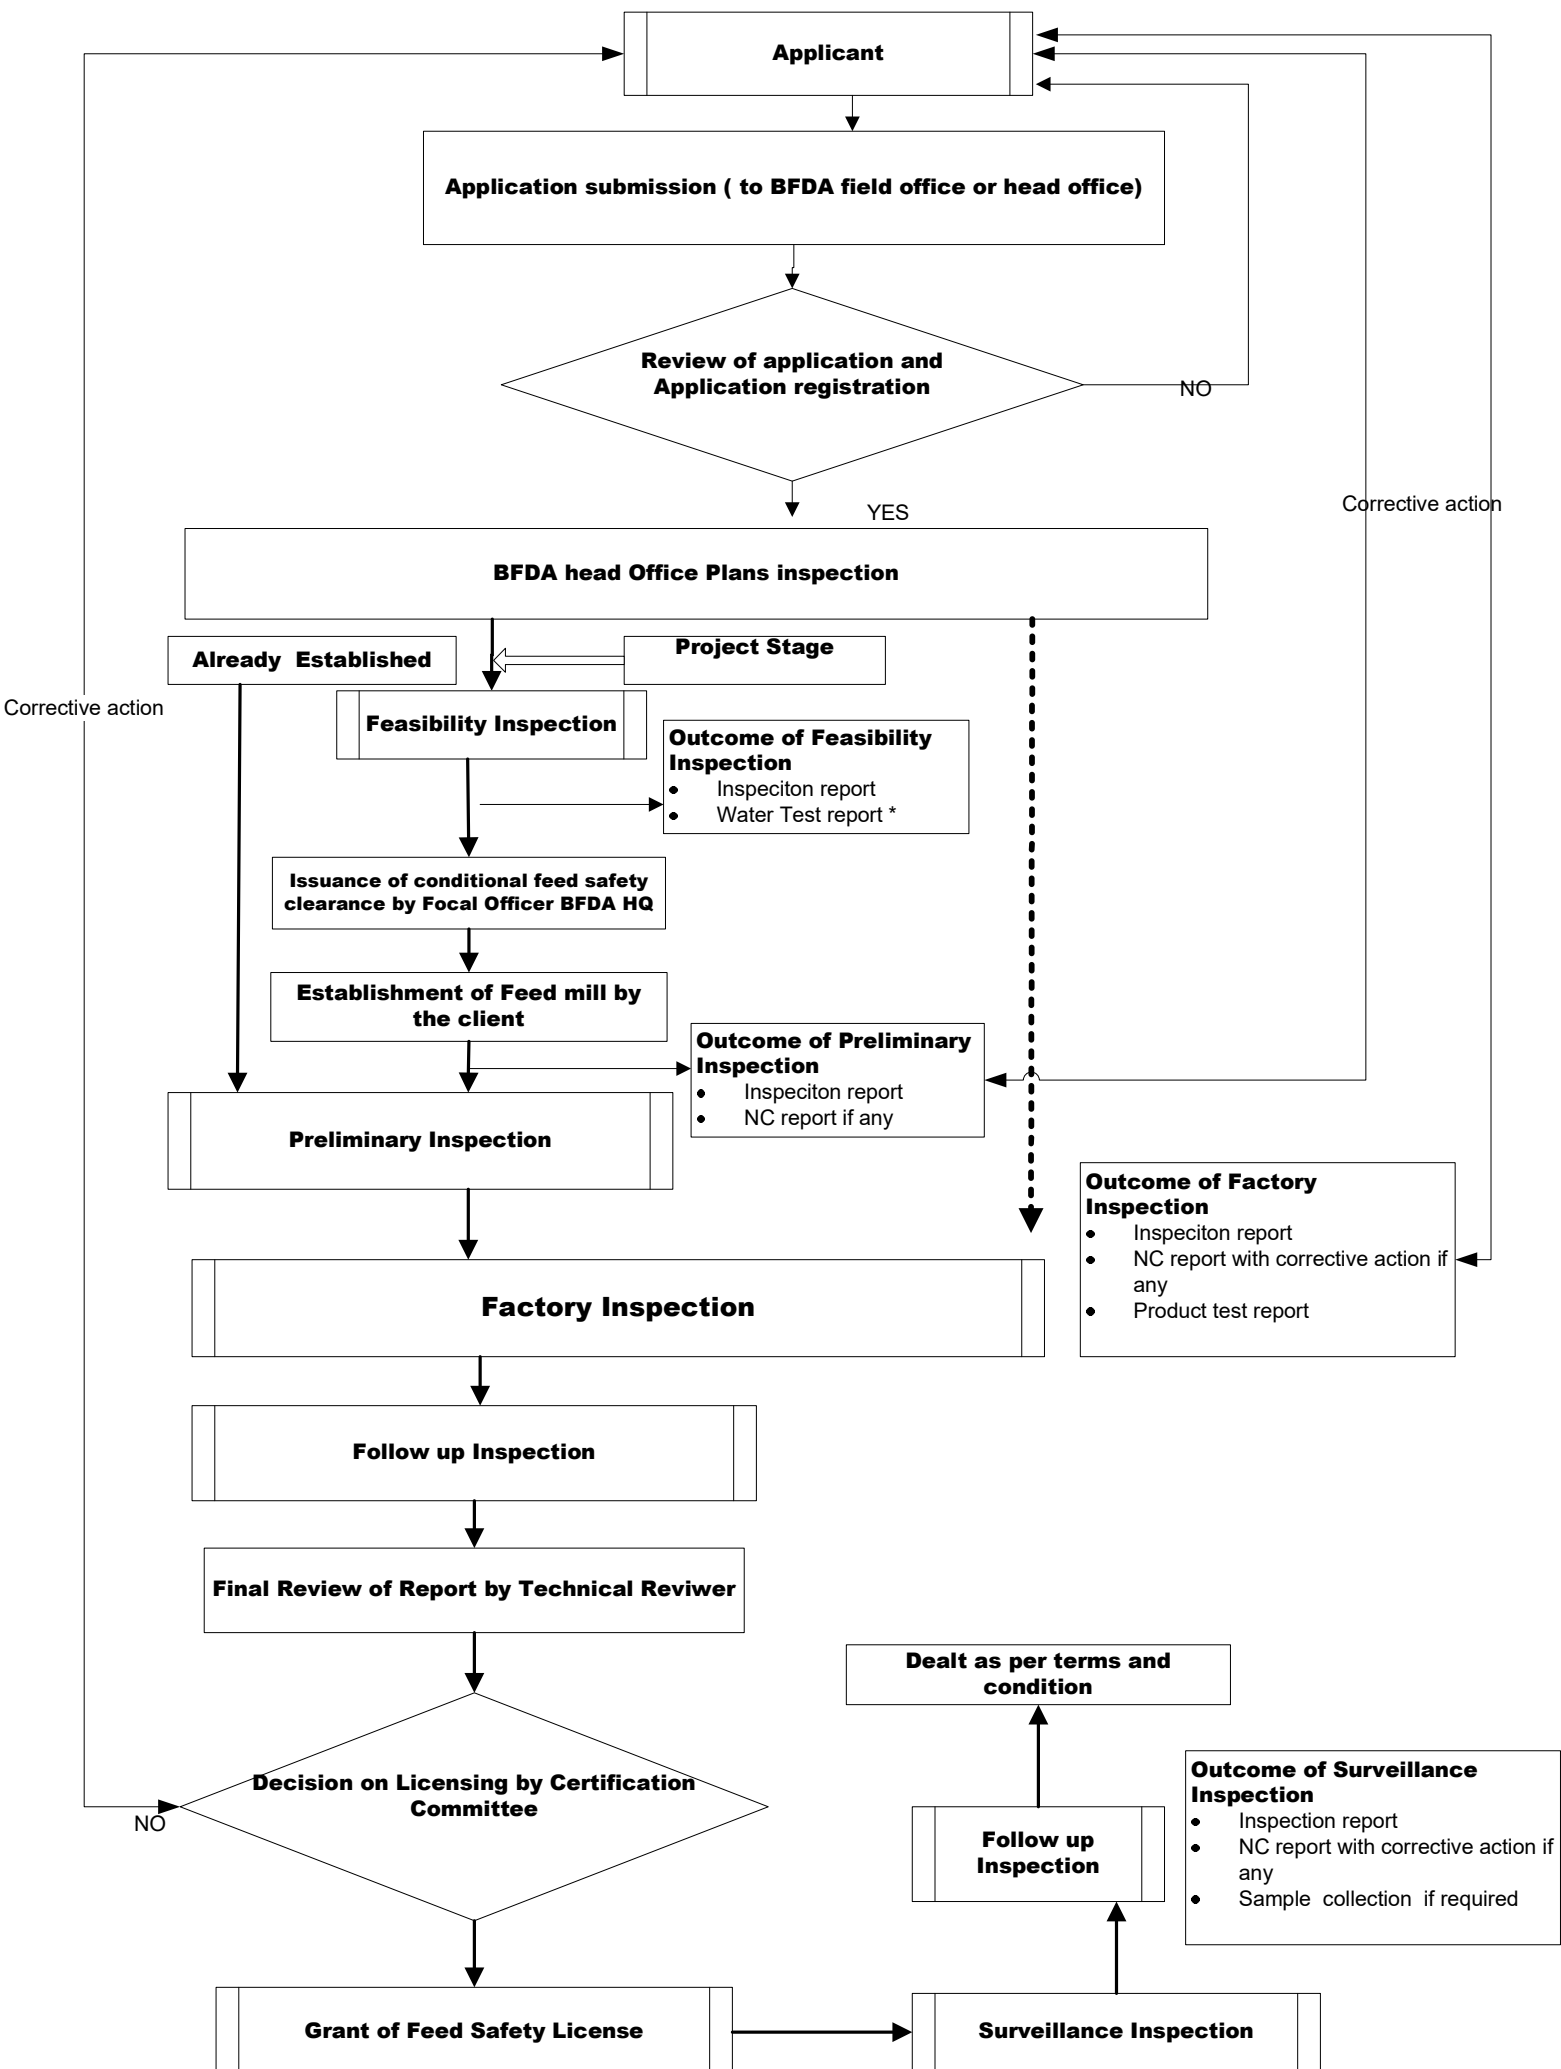 Applicant
Application submission ( to BFDA field office or head office)
Review of application and
Application registration
NO
Corrective action
YES
BFDA head Office Plans inspection
Already  Established
Project Stage
Corrective action
Feasibility Inspection
Outcome of Feasibility
Inspection
● Inspeciton report
● Water Test report *
Issuance of conditional feed safety
clearance by Focal Officer BFDA HQ
Establishment of Feed mill by
the client
Outcome of Preliminary
Inspection
● Inspeciton report
● NC report if any
Preliminary Inspection
Outcome of Factory
Inspection
● Inspeciton report
● NC report with corrective action if
any
● Product test report
Factory Inspection
Follow up Inspection
Final Review of Report by Technical Reviwer
Dealt as per terms and
condition
Decision on Licensing by Certification
Committee
NO
Outcome of Surveillance
Inspection
● Inspection report
● NC report with corrective action if
any
● Sample  collection  if required
Follow up
Inspection
Grant of Feed Safety License
Surveillance Inspection